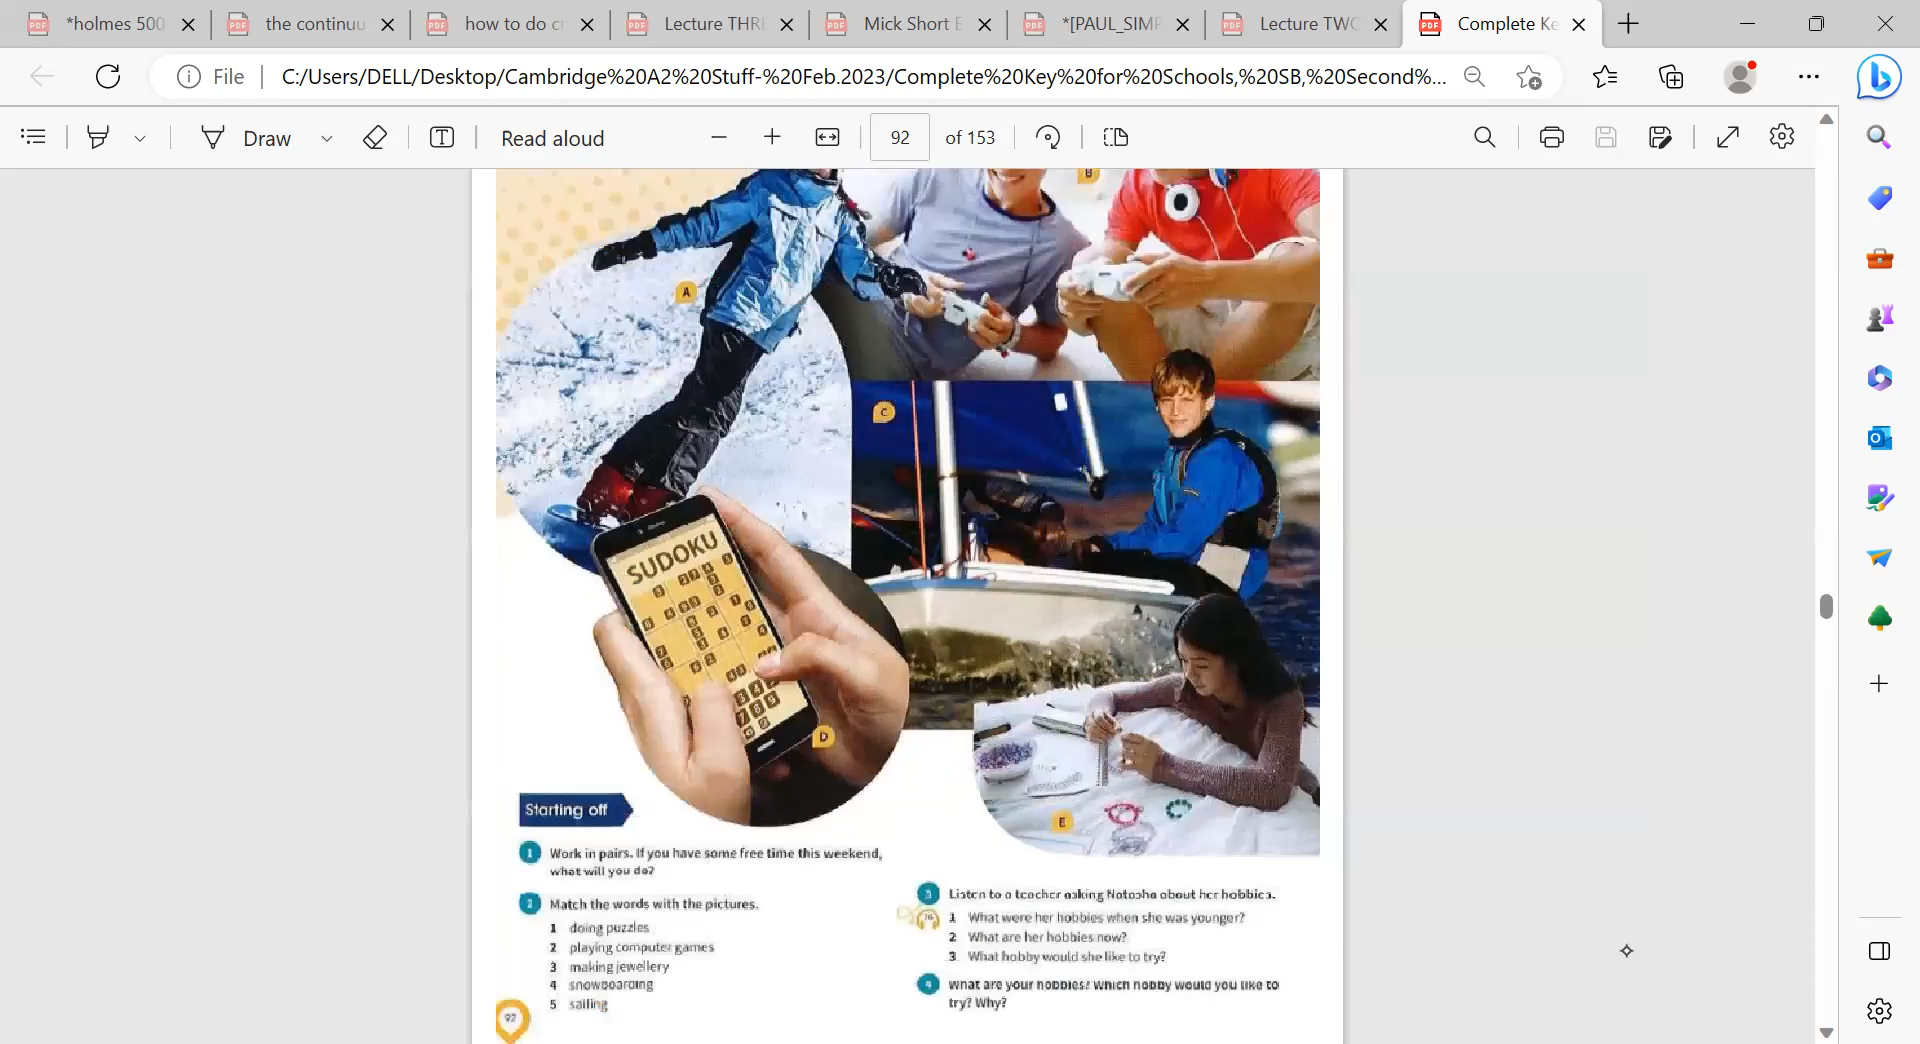 *holmes 500
the continuu
how to do cr
Lecture THRE
Mick Short E
*[PAUL_SIMP
Lecture TWO
Complete Ke
File
C:/Users/DELL/Desktop/Cambridge%20A2%20Stuff-%20Feb.2023/Complete%20Key%20for%20Schools,%20SB,%20Second%...
Draw
Read aloud
92
of 153
B
A
C
SUDOKU
D
E
Starting off
1 Work in pairs. If you have some free time this weekend,
what will you do?
2 Match the words with the pictures.
1 doing puzzles
2 playing computer games
3 making jewellery
4 snowboarding
5 sailing
92
3 Listen to a teacher asking Natasha about her hobbies.
1 What were her hobbies when she was younger?
2 What are her hobbies now?
3 What hobby would she like to try?
4 What are your hobbies? Which hobby would you like to
try? Why?